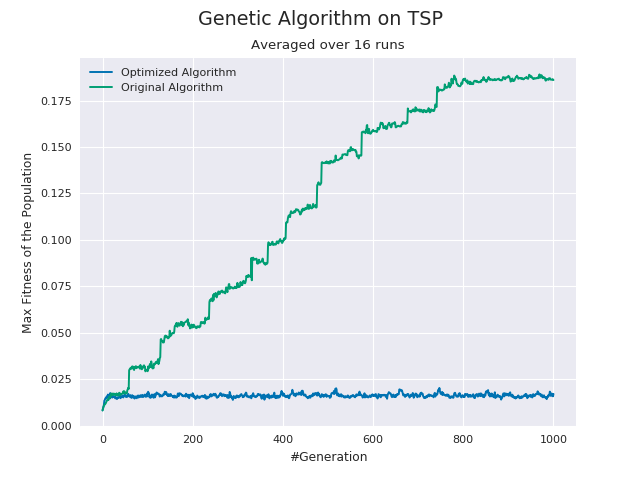 Genetic Algorithm on TSP
Averaged over 16 runs
Optimized Algorithm
Original Algorithm
0.175
0.150
0.125
0.100
0.075
0.050
0.025
0.000
Max Fitness of the Population
0 200 400 600 800 1000
#Generation